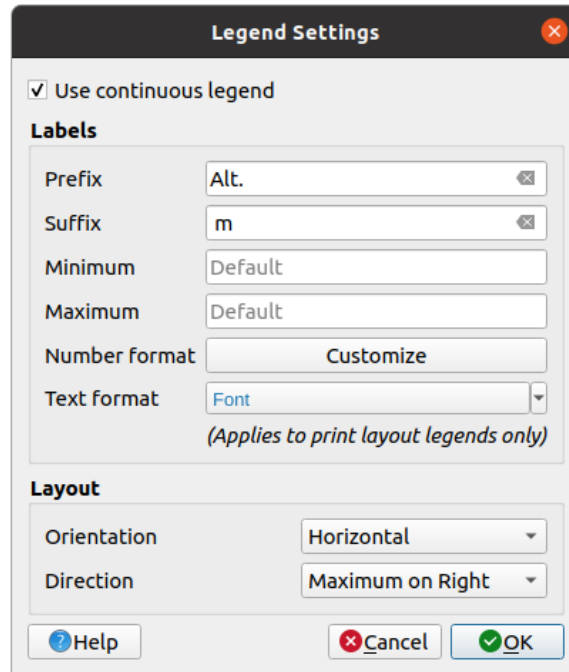 Legend Settings
Use continuous legend
Labels
Prefix Alt.
Suffix m
Minimum Default
Maximum Default
Number format Customize
Text format Font
(Applies to print layout legends only)
Layout
Orientation Horizontal
Direction Maximum on Right
Help Cancel OK